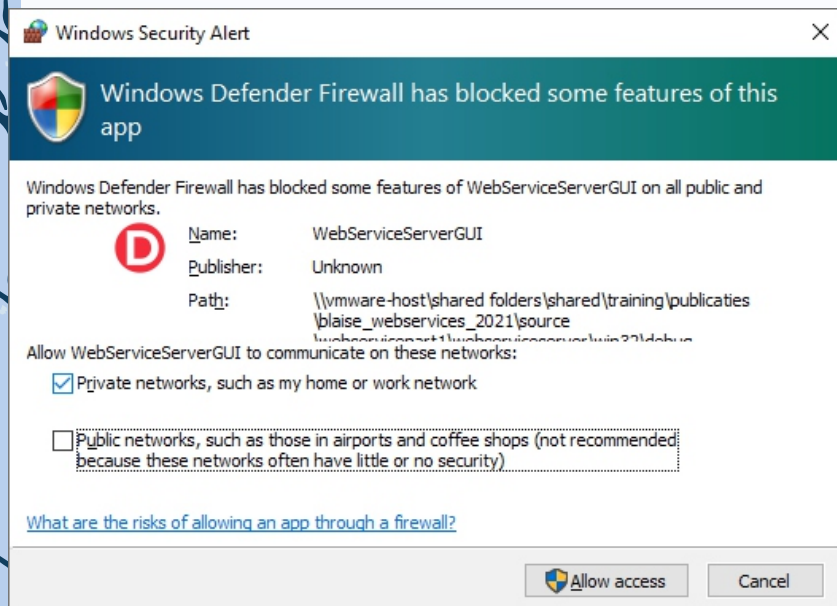 Windows Security Alert
Windows Defender Firewall has blocked some features of this
app
Windows Defender Firewall has blocked some features of WebServiceServerGUI on all public and
private networks.
D
Name: WebServiceServerGUI
Publisher: Unknown
Path: \\vmware-host\shared folders\shared\training\publicaties
\blaise_webservices_2021\source
\webservicepart1\webserviceserver\win32\debug
Allow WebServiceServerGUI to communicate on these networks:
Private networks, such as my home or work network
Public networks, such as those in airports and coffee shops (not recommended
because these networks often have little or no security)
What are the risks of allowing an app through a firewall?
Allow access Cancel